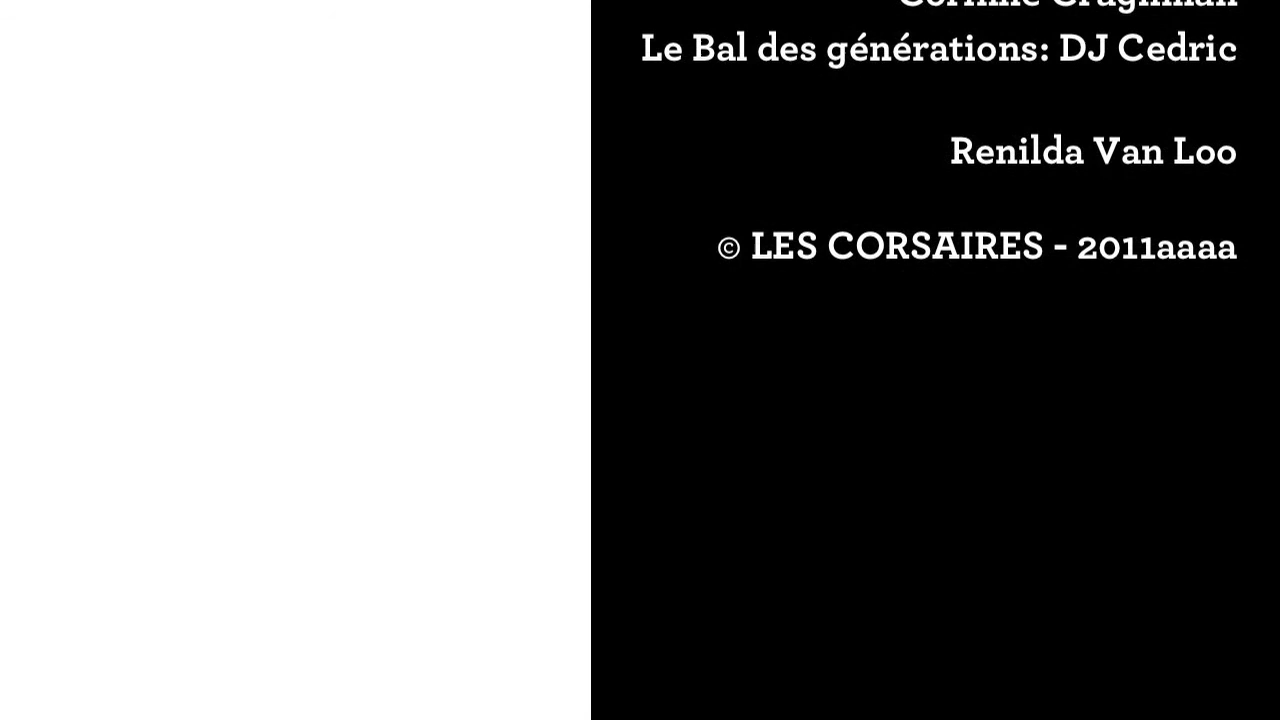 Le Bal des générations: DJ Cedric
Renilda Van Loo
© LES CORSAIRES - 2011aaaa